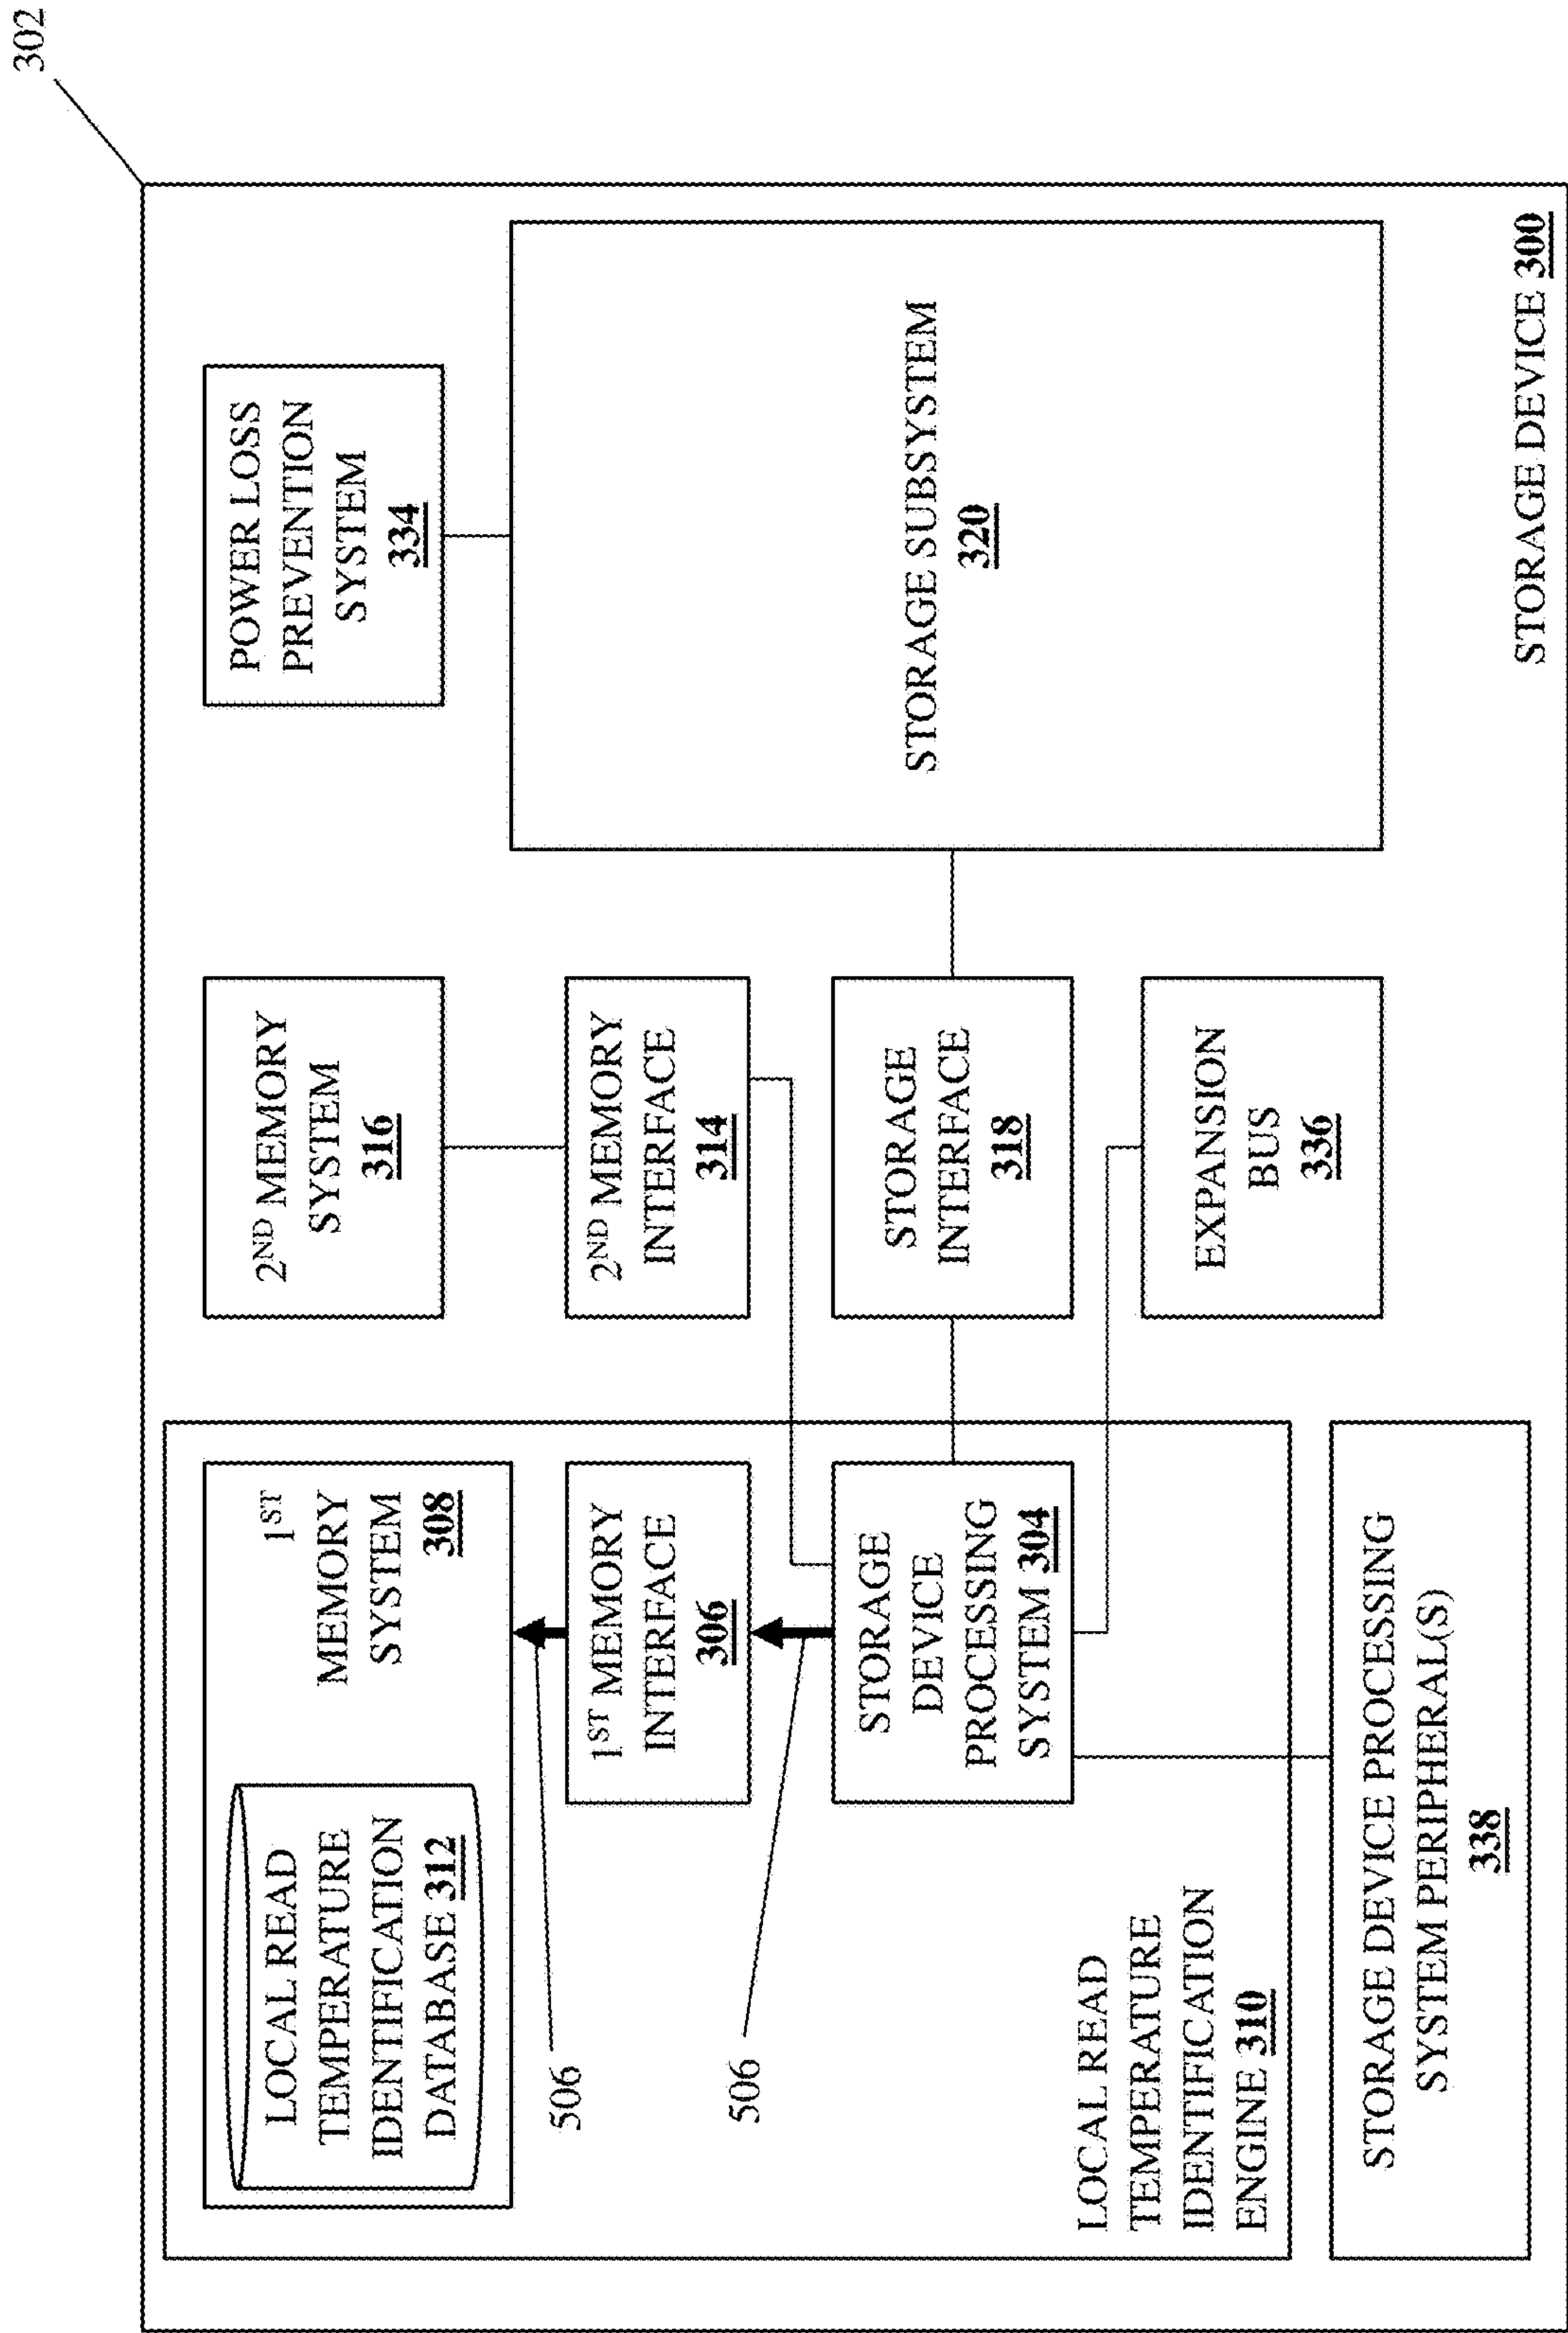 302
LOCAL READ
TEMPERATURE
IDENTIFICATION
DATABASE 312
1ST
MEMORY
SYSTEM
308
2ND MEMORY
SYSTEM
316
POWER LOSS
PREVENTION
SYSTEM
334
506
1ST MEMORY
INTERFACE
306
2ND MEMORY
INTERFACE
314
506
STORAGE
DEVICE
PROCESSING
SYSTEM 304
STORAGE
INTERFACE
318
STORAGE SUBSYSTEM
320
LOCAL READ
TEMPERATURE
IDENTIFICATION
ENGINE 310
EXPANSION
BUS
336
STORAGE DEVICE PROCESSING
SYSTEM PERIPHERAL(S)
338
STORAGE DEVICE 300